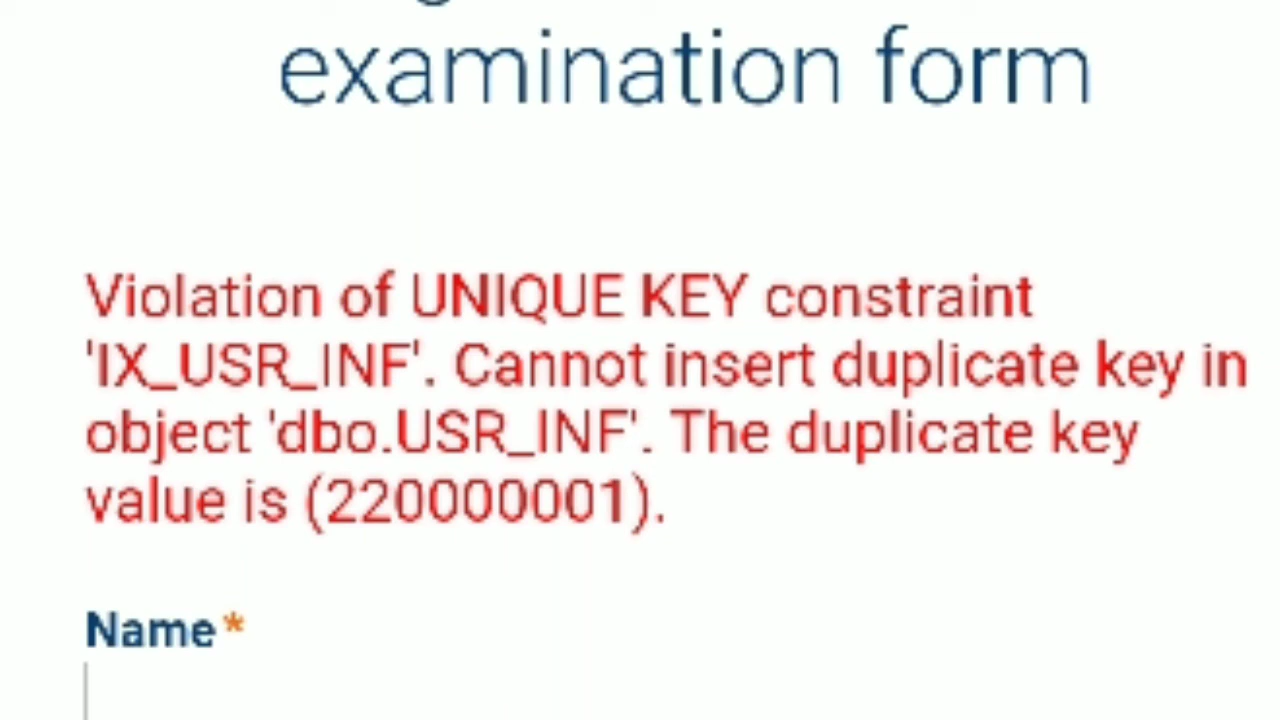 examination form
Violation of UNIQUE KEY constraint
'IX_USR_INF'. Cannot insert duplicate key in
object 'dbo.USR_INF'. The duplicate key
value is (220000001).
Name*